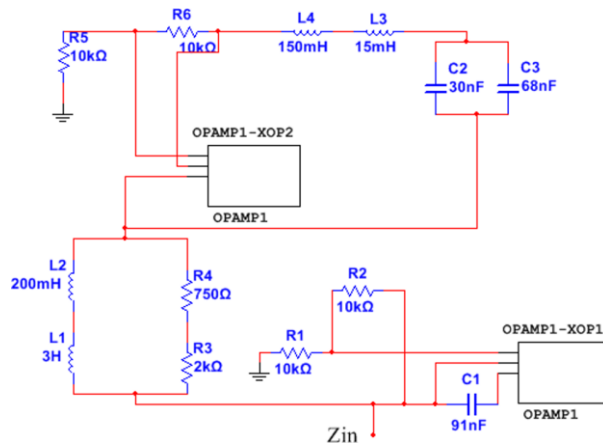 R6
10kΩ
L4
150mH
L3
15mH
R5
10kΩ
C2
30nF
C3
68nF
OPAMP1-XOP2
OPAMP1
L2
200mH
R4
750Ω
L1
3H
R3
2kΩ
R2
10kΩ
R1
10kΩ
OPAMP1-XOP1
C1
91nF
OPAMP1
Zin